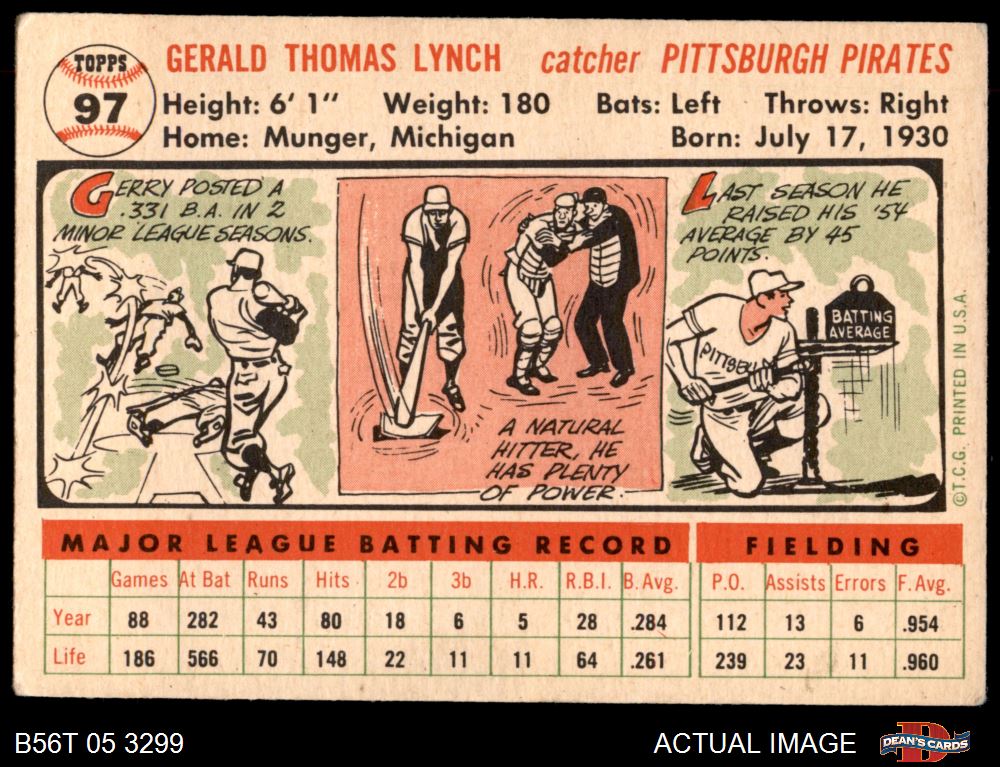 TOPPS
97
GERALD THOMAS LYNCH catcher PITTSBURGH PIRATES
Height: 6' 1" Weight: 180 Bats: Left Throws: Right
Home: Munger, Michigan Born: July 17, 1930
GERRY POSTED A
.331 B.A. IN 2
MINOR LEAGUE SEASONS.
A NATURAL
HITTER, HE
HAS PLENTY
OF POWER.
LAST SEASON HE
RAISED HIS '54
AVERAGE BY 45
POINTS.
BATTING
AVERAGE
PITTSBU
©T.C.G. PRINTED IN U.S.A.
MAJOR LEAGUE BATTING RECORD FIELDING
Games At Bat Runs Hits 2b 3b H.R. R.B.I. B. Avg. P.O. Assists Errors F. Avg.
Year 88 282 43 80 18 6 5 28 .284 112 13 6 .954
Life 186 566 70 148 22 11 11 64 .261 239 23 11 .960
B56T 05 3299 ACTUAL IMAGE DEAN'S CARDS